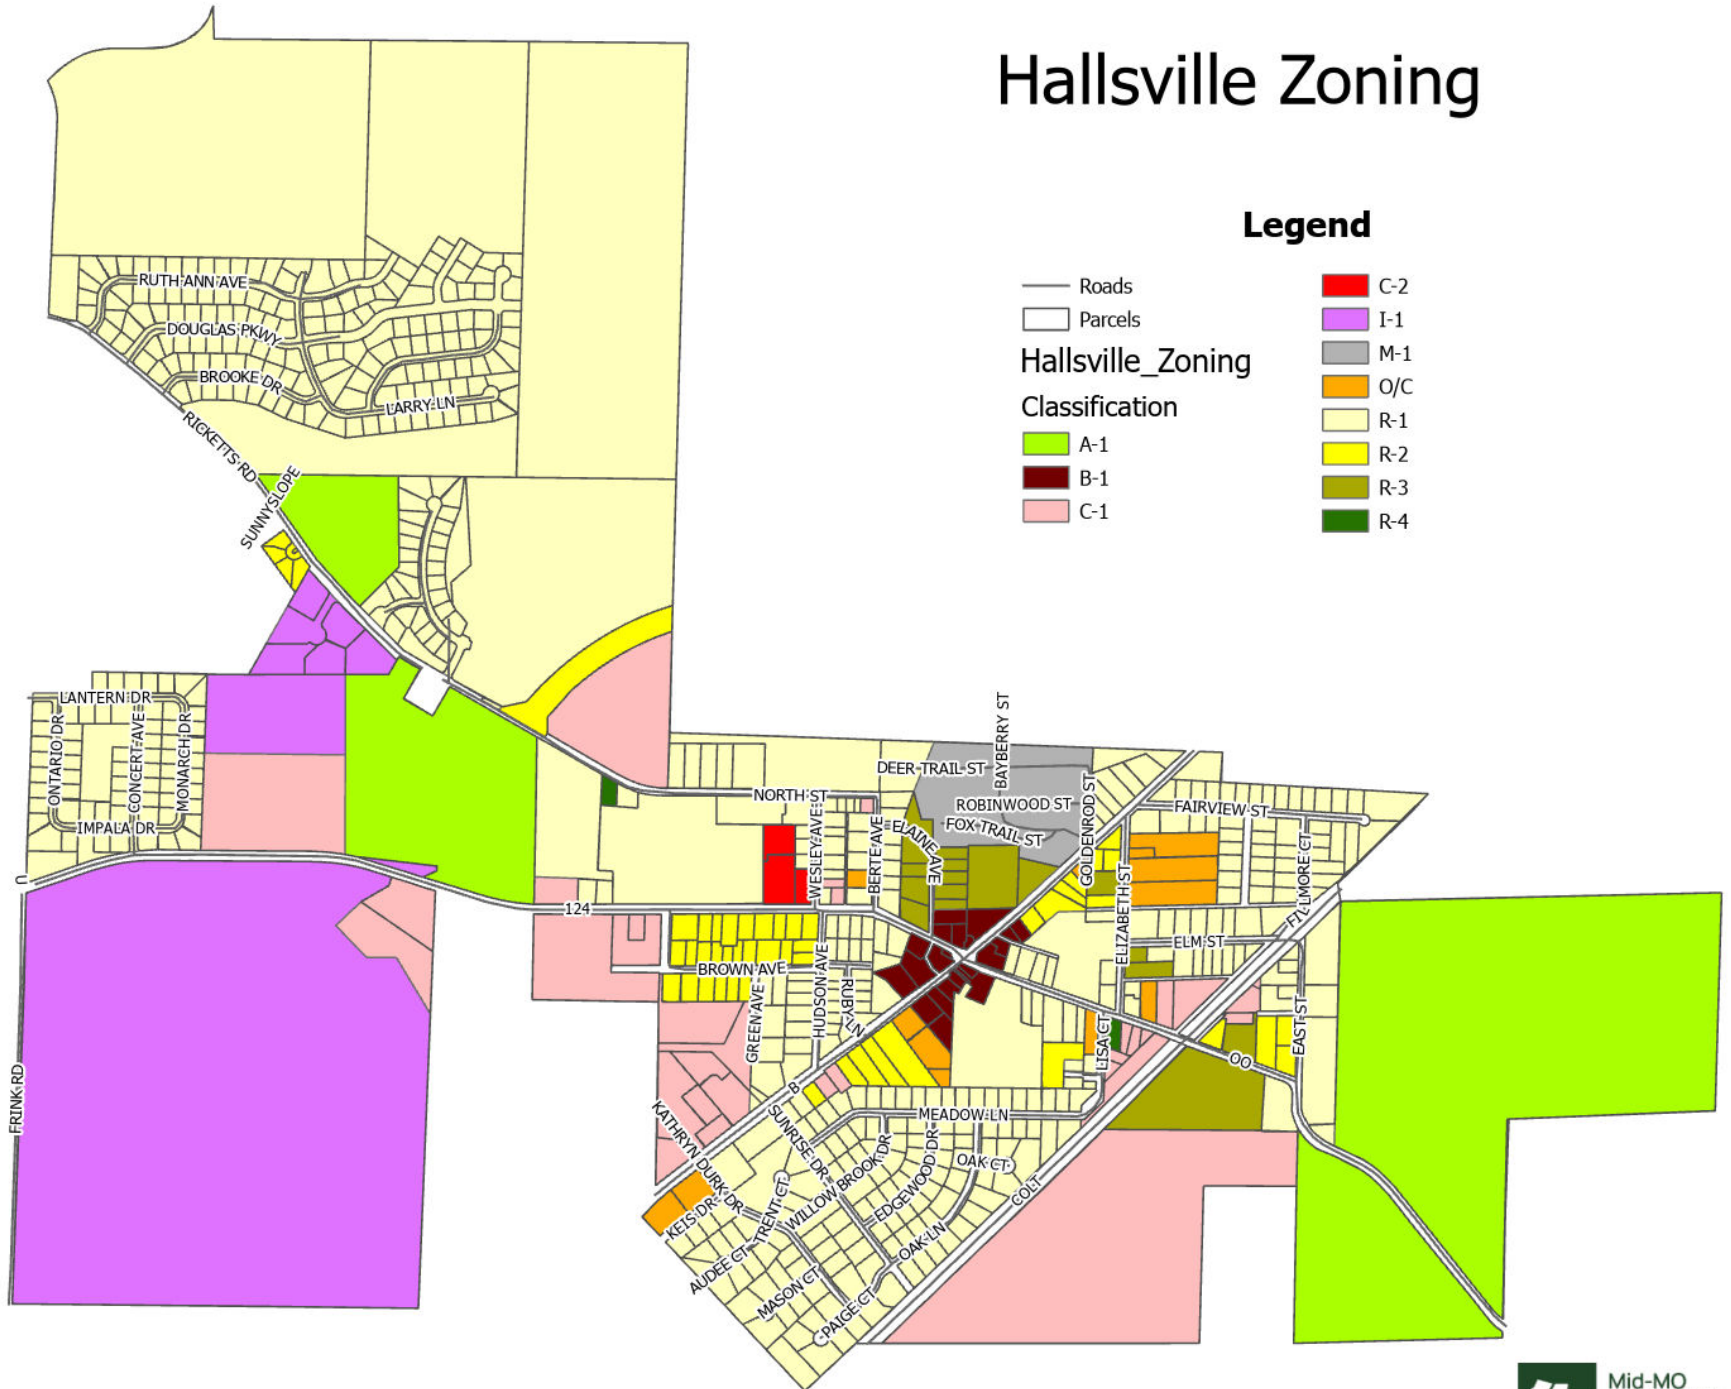 Hallsville Zoning
Legend
Roads
Parcels
Hallsville_Zoning
Classification
A-1
B-1
C-1
C-2
I-1
M-1
O/C
R-1
R-2
R-3
R-4
RUTH ANN AVE
DOUGLAS PKWY
BROOKE DR
LARRY LN
RICKETTS RD
SUNNYSLOPE
LANTERN DR
ONTARIO DR
CONCERT AVE
MONARCH DR
IMPALA DR
U
FRINK RD
124
NORTH ST
WESLEY AVE
BERTE AVE
ELAINE AVE
DEER TRAIL ST
BAYBERRY ST
ROBINWOOD ST
FOX TRAIL ST
GOLDENROD ST
FAIRVIEW ST
ELIZABETH ST
FILLMORE CT
ELM ST
BROWN AVE
GREEN AVE
HUDSON AVE
RUBY LN
B
LISA CT
OO
EAST ST
MEADOW LN
KATHRYN DURK DR
SUNRISE DR
WILLOW BROOK DR
EDGEWOOD DR
OAK CT
TRENT CT
KEIS DR
AUDEE CT
MASON CT
PAIGE CT
OAK LN
COLT
Mid-MO